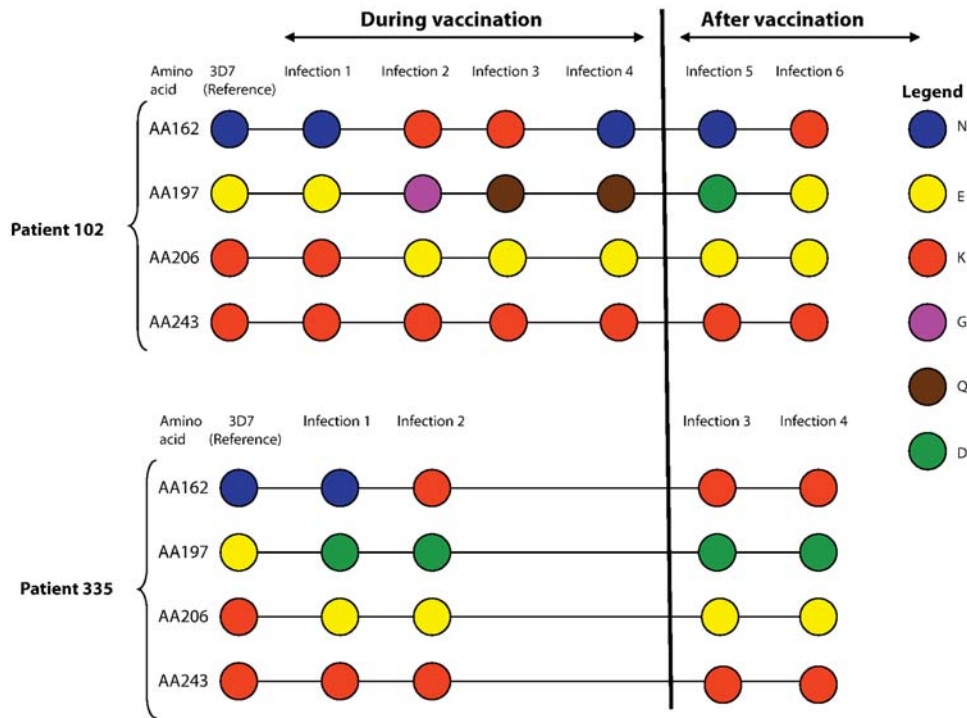 During vaccination
After vaccination
Amino acid
3D7 (Reference)
Infection 1
Infection 2
Infection 3
Infection 4
Infection 5
Infection 6
Legend
Patient 102
AA162
AA197
AA206
AA243
N
E
K
G
Q
D
Amino acid
3D7 (Reference)
Infection 1
Infection 2
Infection 3
Infection 4
Patient 335
AA162
AA197
AA206
AA243